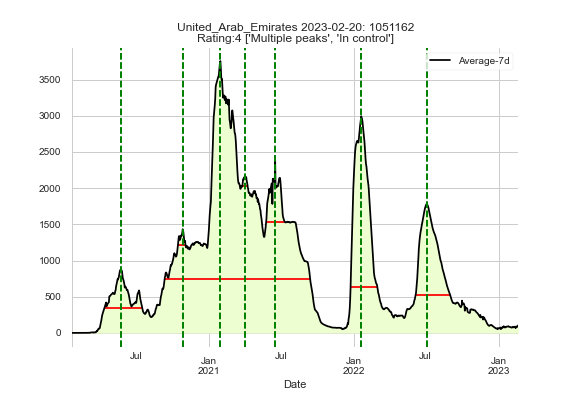 United_Arab_Emirates 2023-02-20: 1051162
Rating:4 ['Multiple peaks', 'In control']
Average-7d
3500
3000
2500
2000
1500
1000
500
0
Jul
Jan
2021
Jul
Jan
2022
Jul
Jan
2023
Date